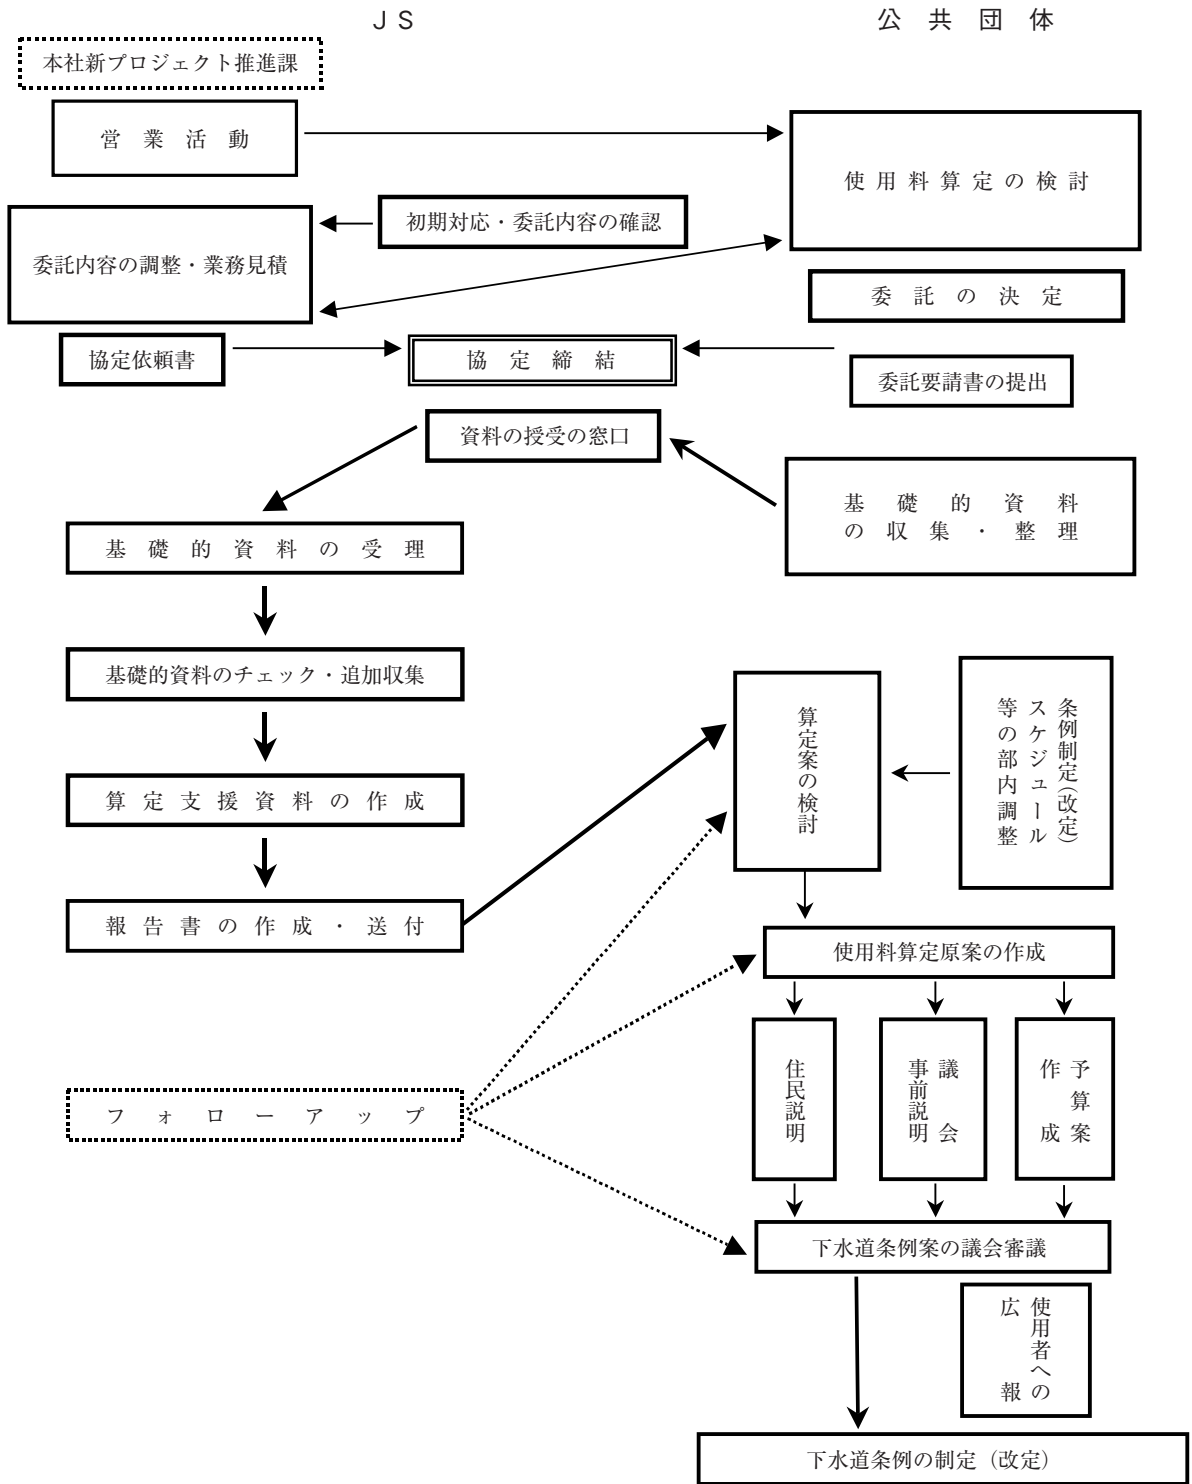 JS
公共団体
本社新プロジェクト推進課
営業活動
使用料算定の検討
初期対応・委託内容の確認
委託内容の調整・業務見積
委託の決定
協定依頼書
協定締結
委託要請書の提出
資料の授受の窓口
基礎的資料
の収集・整理
基礎的資料の受理
基礎的資料のチェック・追加収集
算定案の検討
条例制定(改定)
スケジュール
等の部内調整
算定支援資料の作成
報告書の作成・送付
使用料算定原案の作成
住民説明
議会
事前説明
予算案
作成
フォローアップ
下水道条例案の議会審議
使用者への
広報
下水道条例の制定（改定）